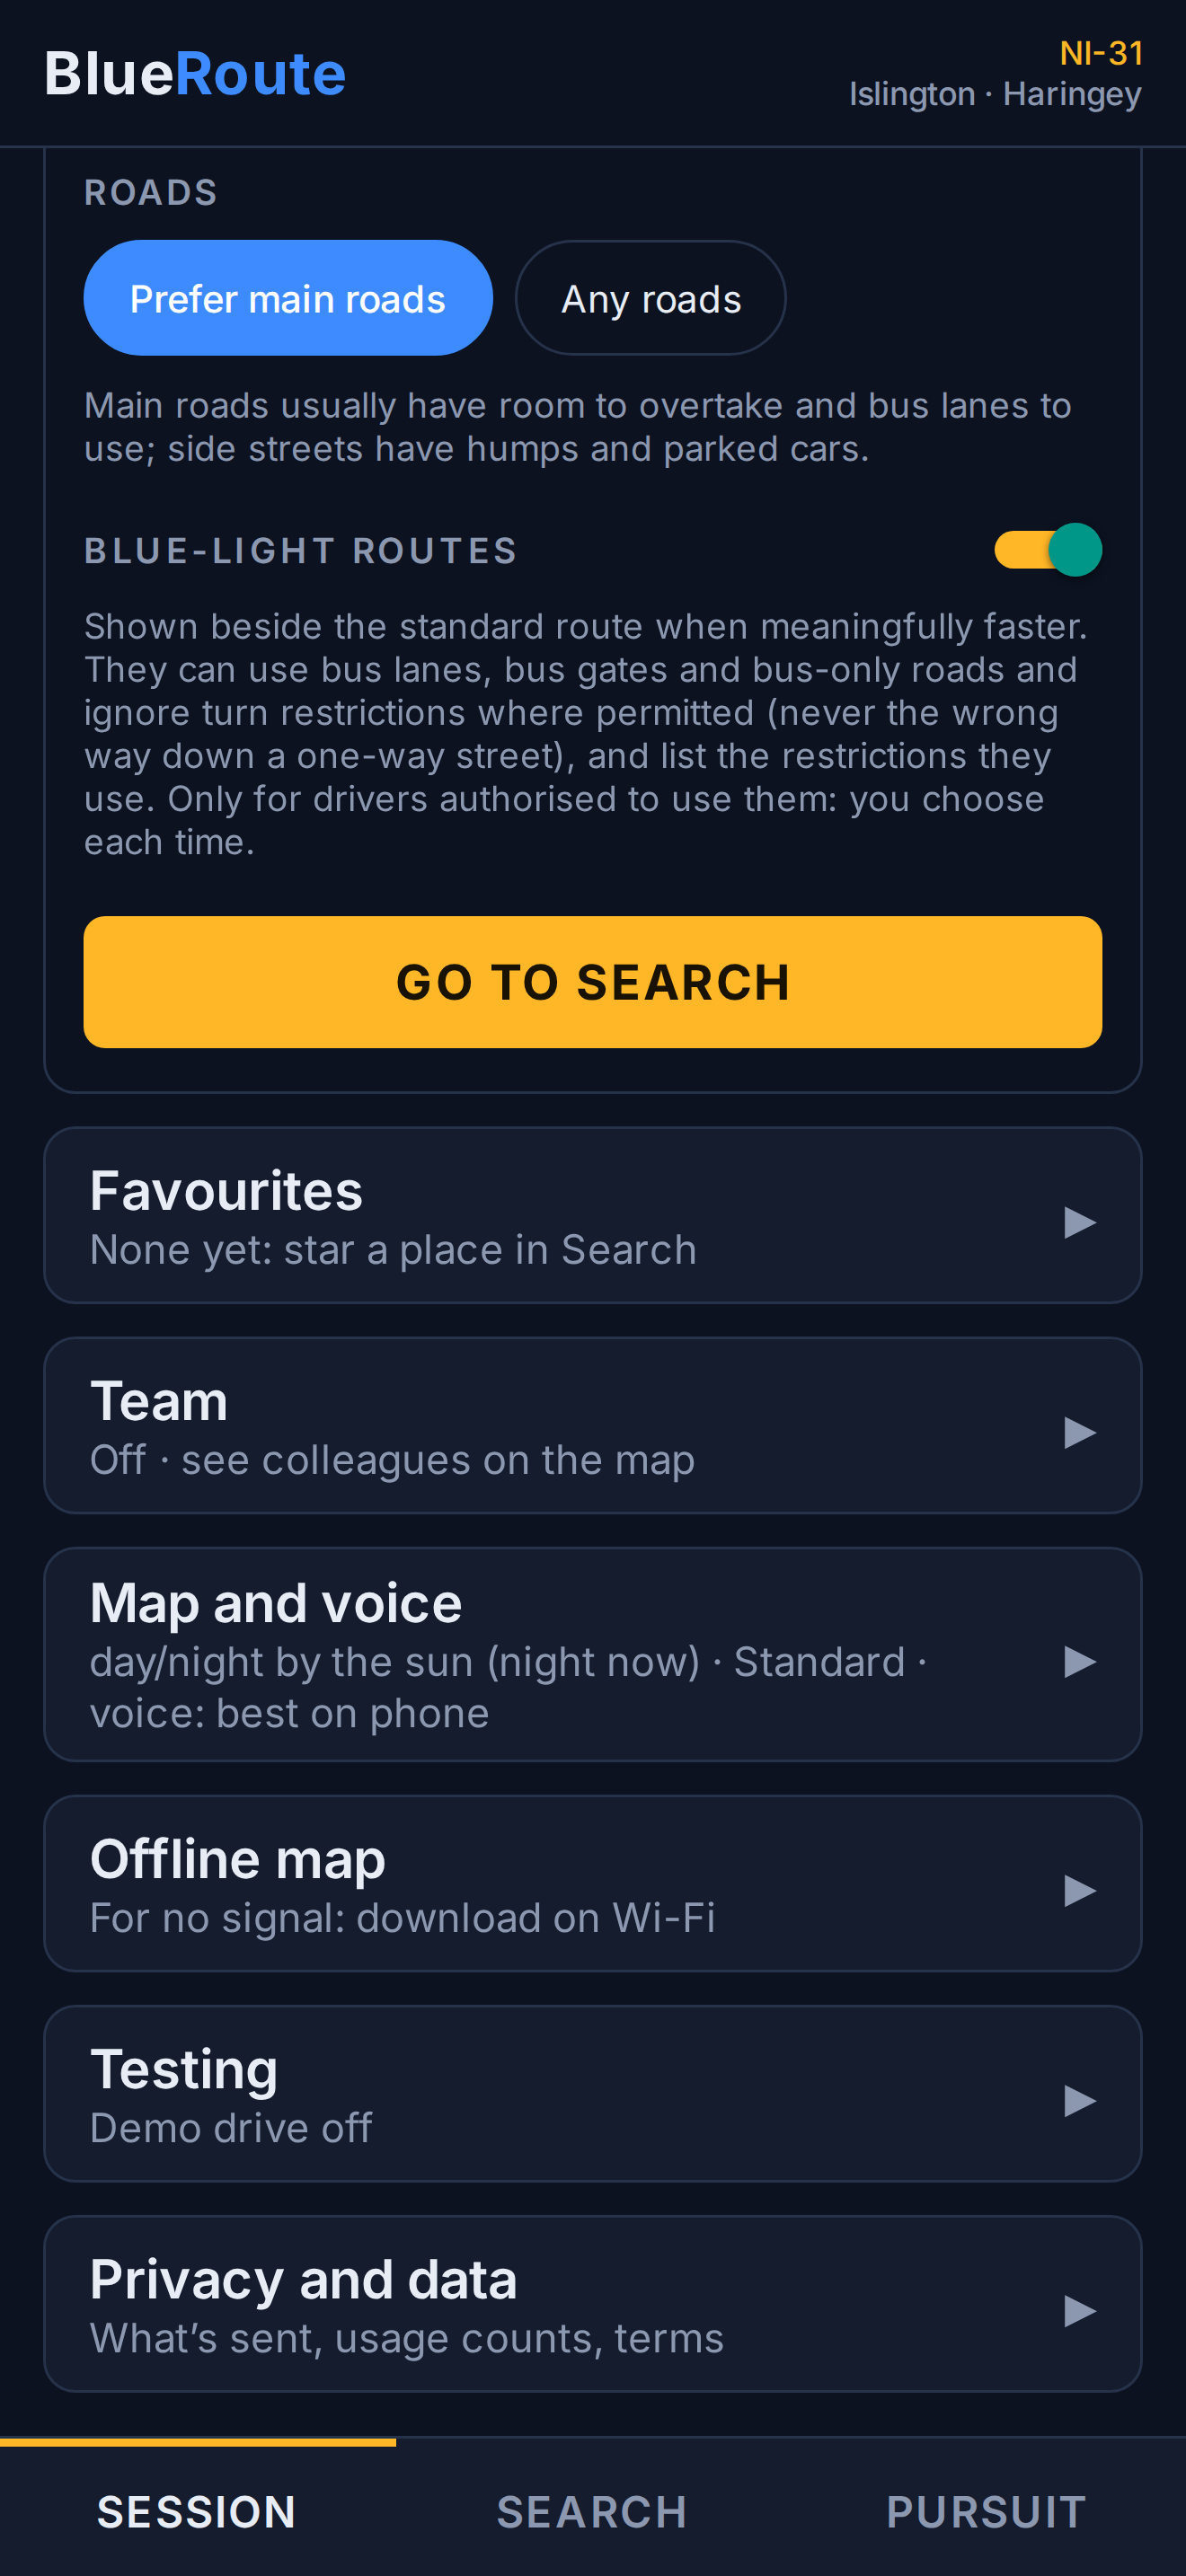 BlueRoute
NI-31
Islington · Haringey
ROADS
Prefer main roads
Any roads
Main roads usually have room to overtake and bus lanes to
use; side streets have humps and parked cars.
BLUE-LIGHT ROUTES
Shown beside the standard route when meaningfully faster.
They can use bus lanes, bus gates and bus-only roads and
ignore turn restrictions where permitted (never the wrong
way down a one-way street), and list the restrictions they
use. Only for drivers authorised to use them: you choose
each time.
GO TO SEARCH
Favourites
None yet: star a place in Search
Team
Off · see colleagues on the map
Map and voice
day/night by the sun (night now) · Standard ·
voice: best on phone
Offline map
For no signal: download on Wi-Fi
Testing
Demo drive off
Privacy and data
What’s sent, usage counts, terms
SESSION
SEARCH
PURSUIT